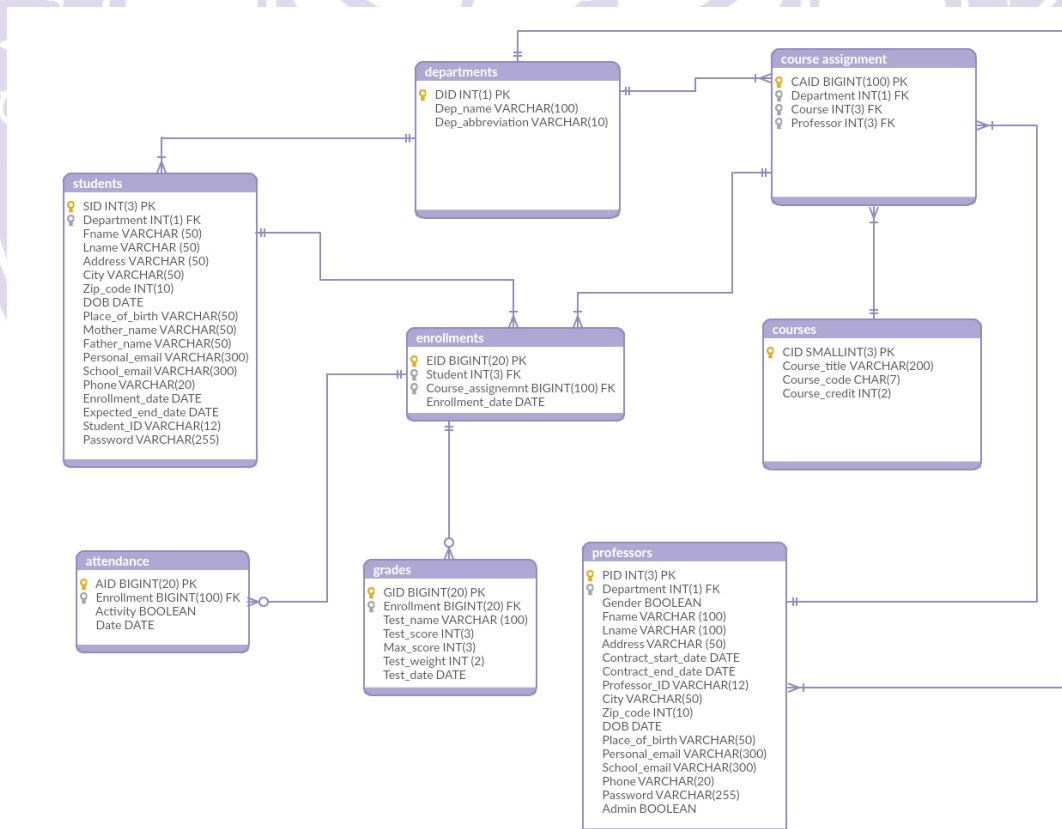 departments
DID INT(1) PK
Dep_name VARCHAR(100)
Dep_abbreviation VARCHAR(10)
course assignment
CAID BIGINT(100) PK
Department INT(1) FK
Course INT(3) FK
Professor INT(3) FK
students
SID INT(3) PK
Department INT(1) FK
Fname VARCHAR (50)
Lname VARCHAR (50)
Address VARCHAR (50)
City VARCHAR(50)
Zip_code INT(10)
DOB DATE
Place_of_birth VARCHAR(50)
Mother_name VARCHAR(50)
Father_name VARCHAR(50)
Personal_email VARCHAR(300)
School_email VARCHAR(300)
Phone VARCHAR(20)
Enrollment_date DATE
Expected_end_date DATE
Student_ID VARCHAR(12)
Password VARCHAR(255)
enrollments
EID BIGINT(20) PK
Student INT(3) FK
Course_assignemnt BIGINT(100) FK
Enrollment_date DATE
courses
CID SMALLINT(3) PK
Course_title VARCHAR(200)
Course_code CHAR(7)
Course_credit INT(2)
attendance
AID BIGINT(20) PK
Enrollment BIGINT(100) FK
Activity BOOLEAN
Date DATE
grades
GID BIGINT(20) PK
Enrollment BIGINT(20) FK
Test_name VARCHAR (100)
Test_score INT(3)
Max_score INT(3)
Test_weight INT (2)
Test_date DATE
professors
PID INT(3) PK
Department INT(1) FK
Gender BOOLEAN
Fname VARCHAR (100)
Lname VARCHAR (100)
Address VARCHAR (50)
Contract_start_date DATE
Contract_end_date DATE
Professor_ID VARCHAR(12)
City VARCHAR(50)
Zip_code INT(10)
DOB DATE
Place_of_birth VARCHAR(50)
Personal_email VARCHAR(300)
School_email VARCHAR(300)
Phone VARCHAR(20)
Password VARCHAR(255)
Admin BOOLEAN